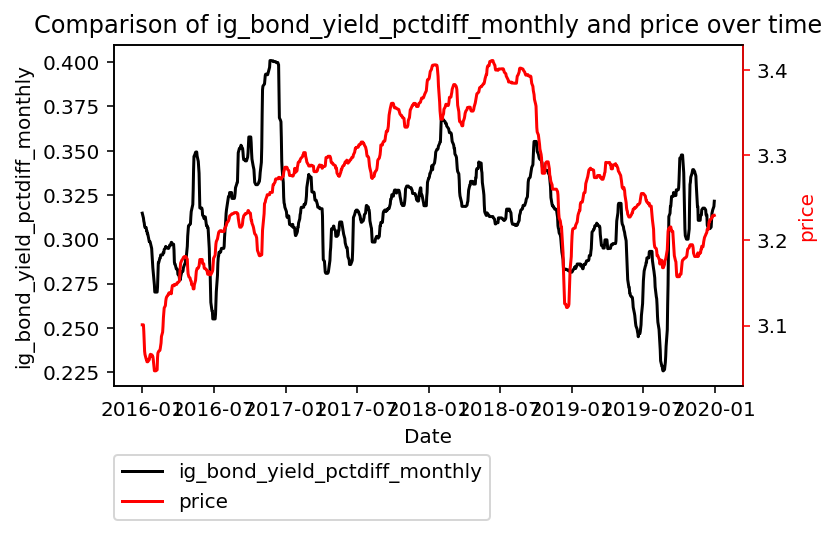 Comparison of ig_bond_yield_pctdiff_monthly and price over time
ig_bond_yield_pctdiff_monthly
0.400
0.375
0.350
0.325
0.300
0.275
0.250
0.225
3.4
3.3
3.2
3.1
price
2016-01 2016-07 2017-01 2017-07 2018-01 2018-07 2019-01 2019-07 2020-01
Date
ig_bond_yield_pctdiff_monthly
price